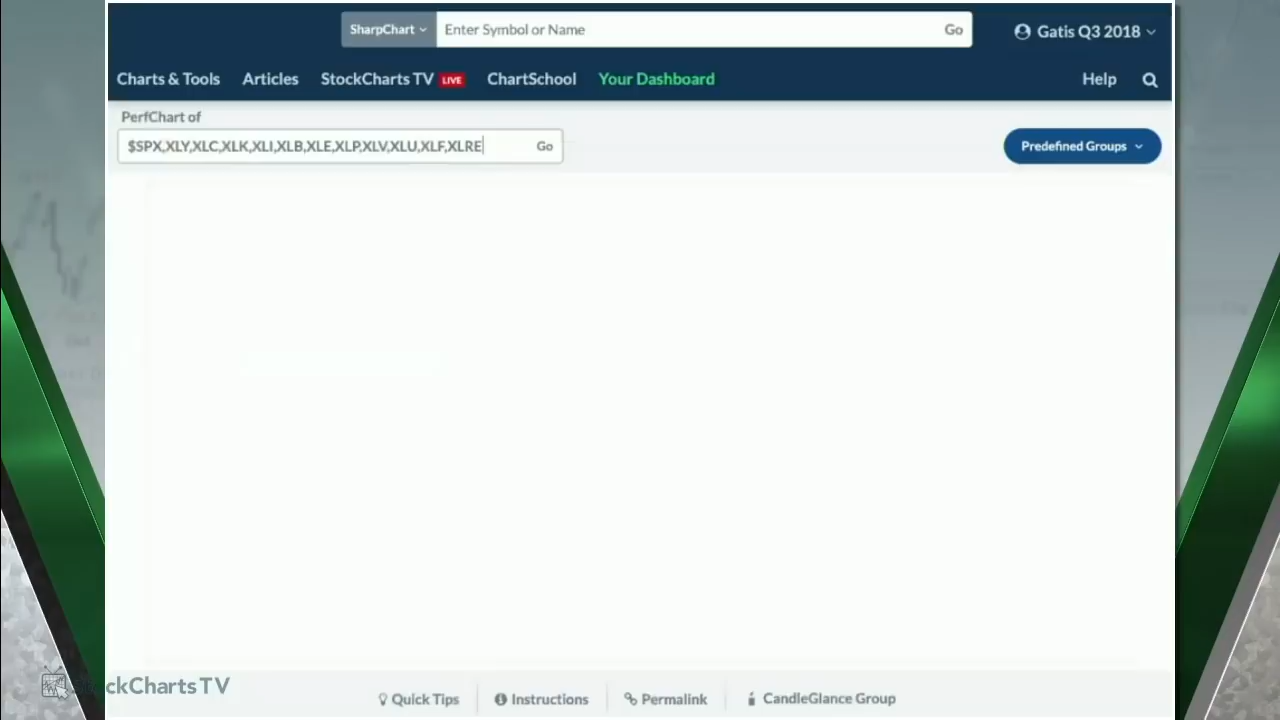 SharpChart Enter Symbol or Name Go Gatis Q3 2018
Charts & Tools Articles StockCharts TV LIVE ChartSchool Your Dashboard Help
PerfChart of
$SPX,XLY,XLC,XLK,XLI,XLB,XLE,XLP,XLV,XLU,XLF,XLRE Go Predefined Groups
StockChartsTV Quick Tips Instructions Permalink CandleGlance Group